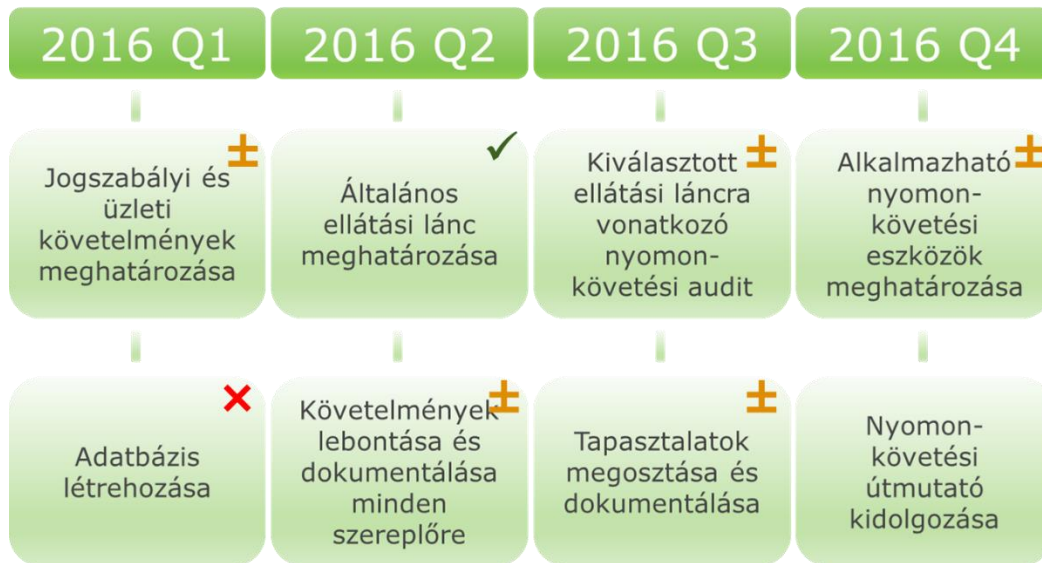 2016 Q1
2016 Q2
2016 Q3
2016 Q4
±
Jogszabályi és
üzleti
követelmények
meghatározása
✓
Általános
ellátási lánc
meghatározása
±
Kiválasztott
ellátási láncra
vonatkozó
nyomon-
követési audit
±
Alkalmazható
nyomon-
követési
eszközök
meghatározása
×
Adatbázis
létrehozása
±
Követelmények
lebontása és
dokumentálása
minden
szereplőre
±
Tapasztalatok
megosztása és
dokumentálása
Nyomon-
követési
útmutató
kidolgozása